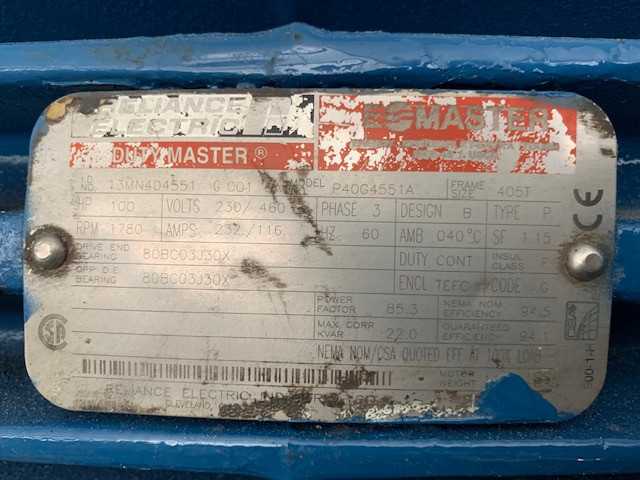 RELIANCE
ELECTRIC
MASTER
DUTY MASTER®
13MN404551 G 001 MODEL P40G4551A FRAME SIZE 405T
HP 100 VOLTS 230/460 PHASE 3 DESIGN B TYPE P
RPM 1780 AMPS 232/116 HZ 60 AMB 040°C SF 1.15
DRIVE END BEARING 80BC03J30X DUTY CONT INSUL CLASS F
OPP D.E. BEARING 80BC03J30X ENCL TEFC CODE G
POWER FACTOR 85.3 NEMA NOM EFFICIENCY 94.5
MAX. CORR KVAR 22.0 GUARANTEED EFFICIENCY
NEMA NOM/CSA QUOTED EFF AT 100% LOAD
MOTOR WEIGHT
RELIANCE ELECTRIC
CLEVELAND
CE